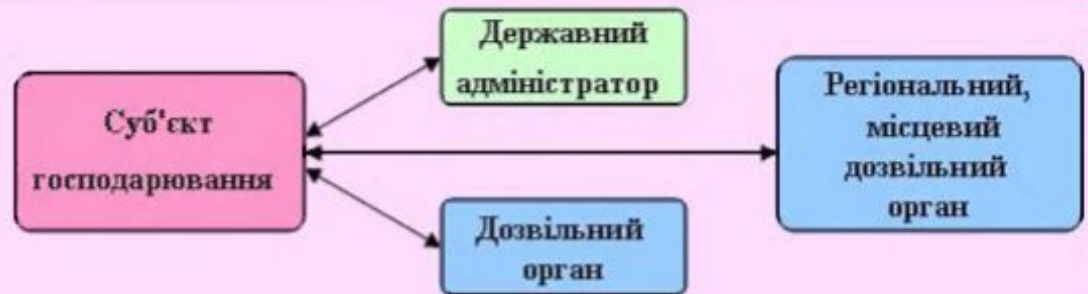 Державний
адміністратор
Суб'єкт
господарювання
Регіональний,
місцевий
дозвільний
орган
Дозвільний
орган